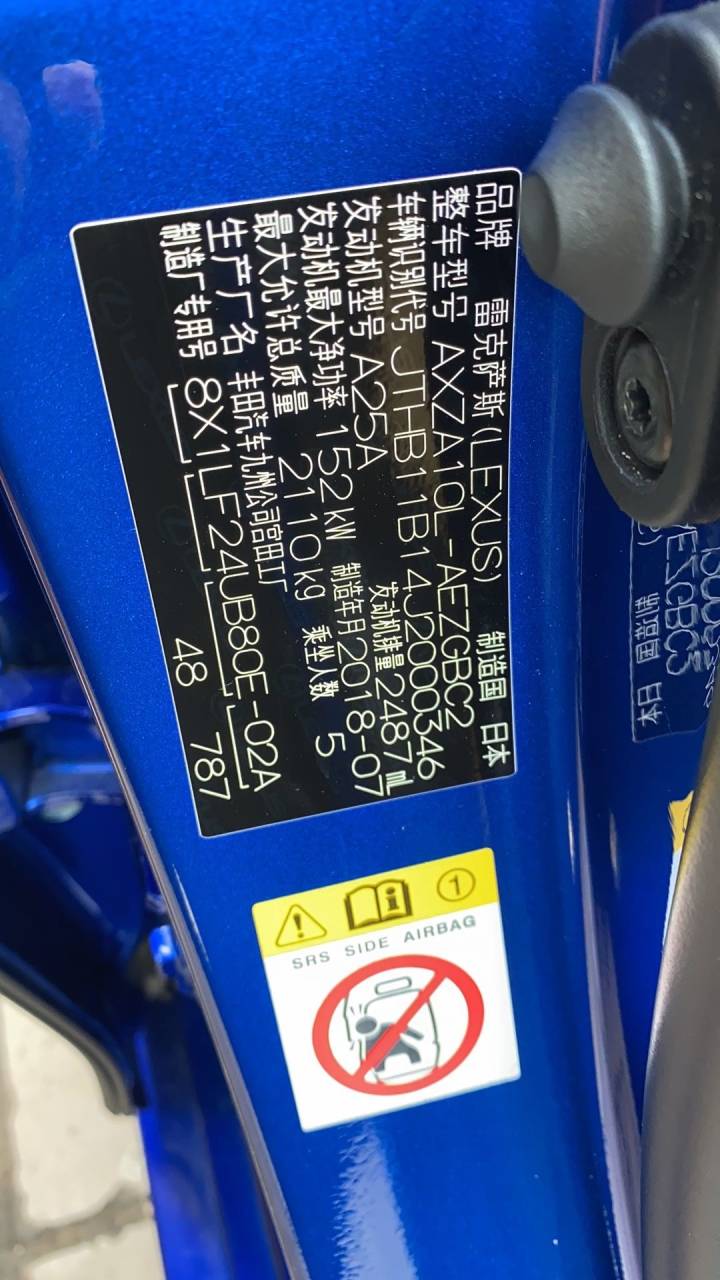 品牌 雷克萨斯(LEXUS) 制造国 日本
整车型号 AXZA10L-AEZGBC2
车辆识别代号 JTHB11B14J2000346
发动机型号 A25A 发动机排量 2487 mL
发动机最大净功率 152 kW 制造年月 2018-07
最大允许总质量 2110 kg 乘坐人数 5
生产厂名 丰田汽车九州公司宫田工厂
制造厂专用号 8X1 LF24 UB80E-02A
48 787
1
SRS SIDE AIRBAG